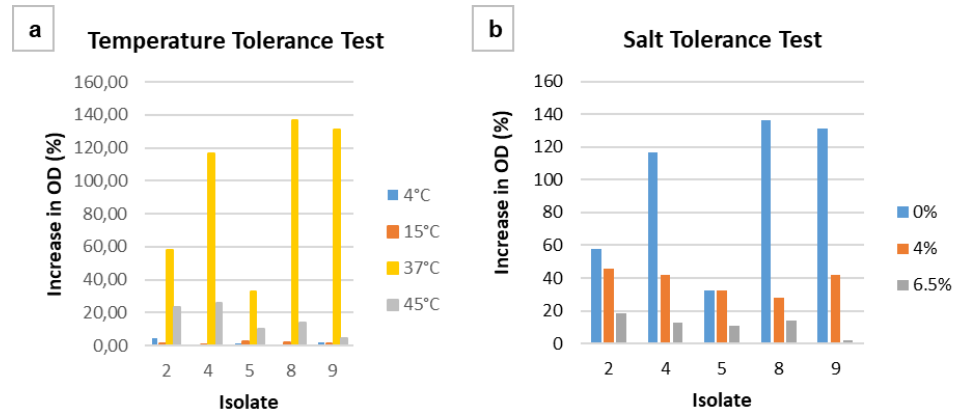 a
Temperature Tolerance Test
Increase in OD (%)
160,00
140,00
120,00
100,00
80,00
60,00
40,00
20,00
0,00
2 4 5 8 9
Isolate
4°C
15°C
37°C
45°C
b
Salt Tolerance Test
Increase in OD (%)
160
140
120
100
80
60
40
20
0
2 4 5 8 9
Isolate
0%
4%
6.5%